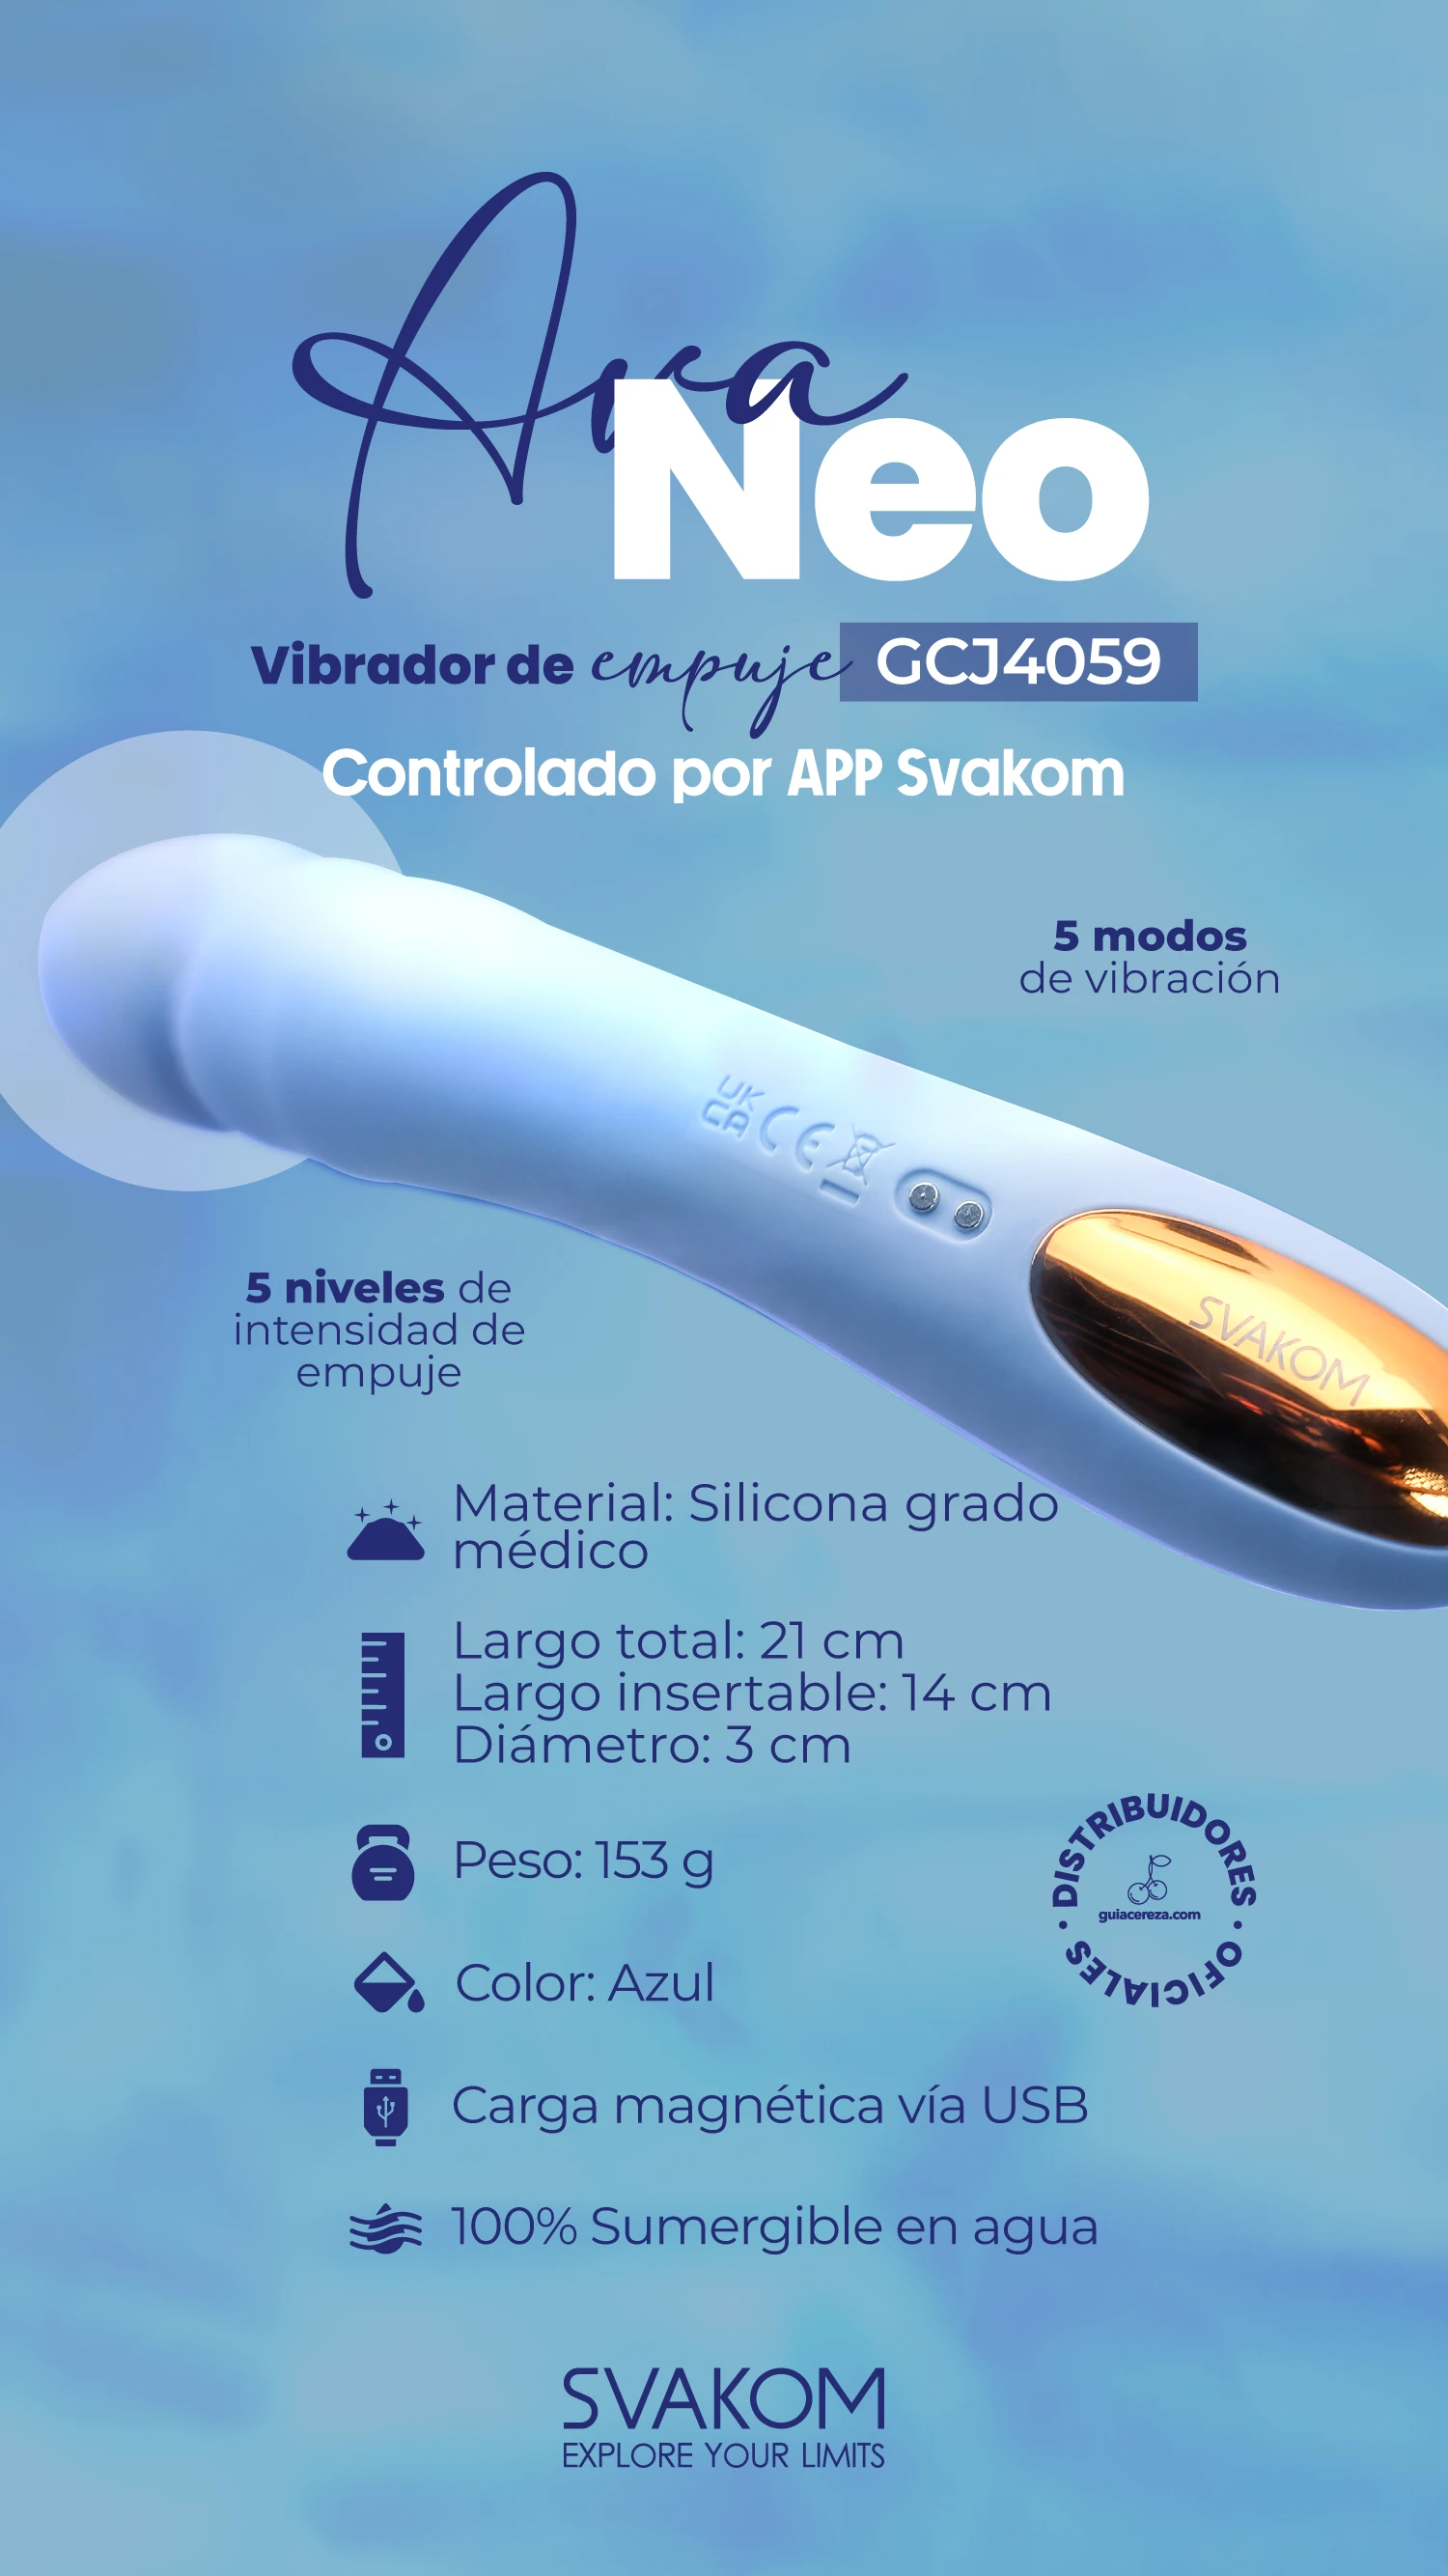 Ava
Neo
Vibrador de empuje GCJ4059
Controlado por APP Svakom
5 modos
de vibración
UK
CA CE
SVAKOM
5 niveles de
intensidad de
empuje
Material: Silicona grado
médico
Largo total: 21 cm
Largo insertable: 14 cm
Diámetro: 3 cm
Peso: 153 g
Color: Azul
Carga magnética vía USB
100% Sumergible en agua
· DISTRIBUIDORES ·
guiacereza.com
OFICIALES
SVAKOM
EXPLORE YOUR LIMITS